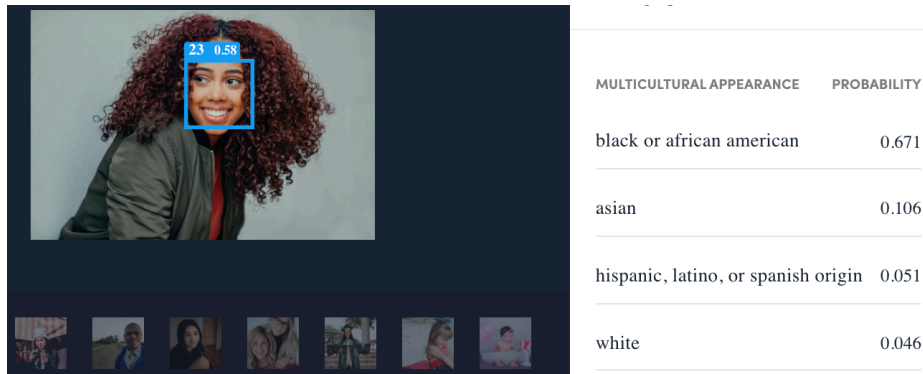 23 0.58
MULTICULTURAL APPEARANCE PROBABILITY
black or african american 0.671
asian 0.106
hispanic, latino, or spanish origin 0.051
white 0.046